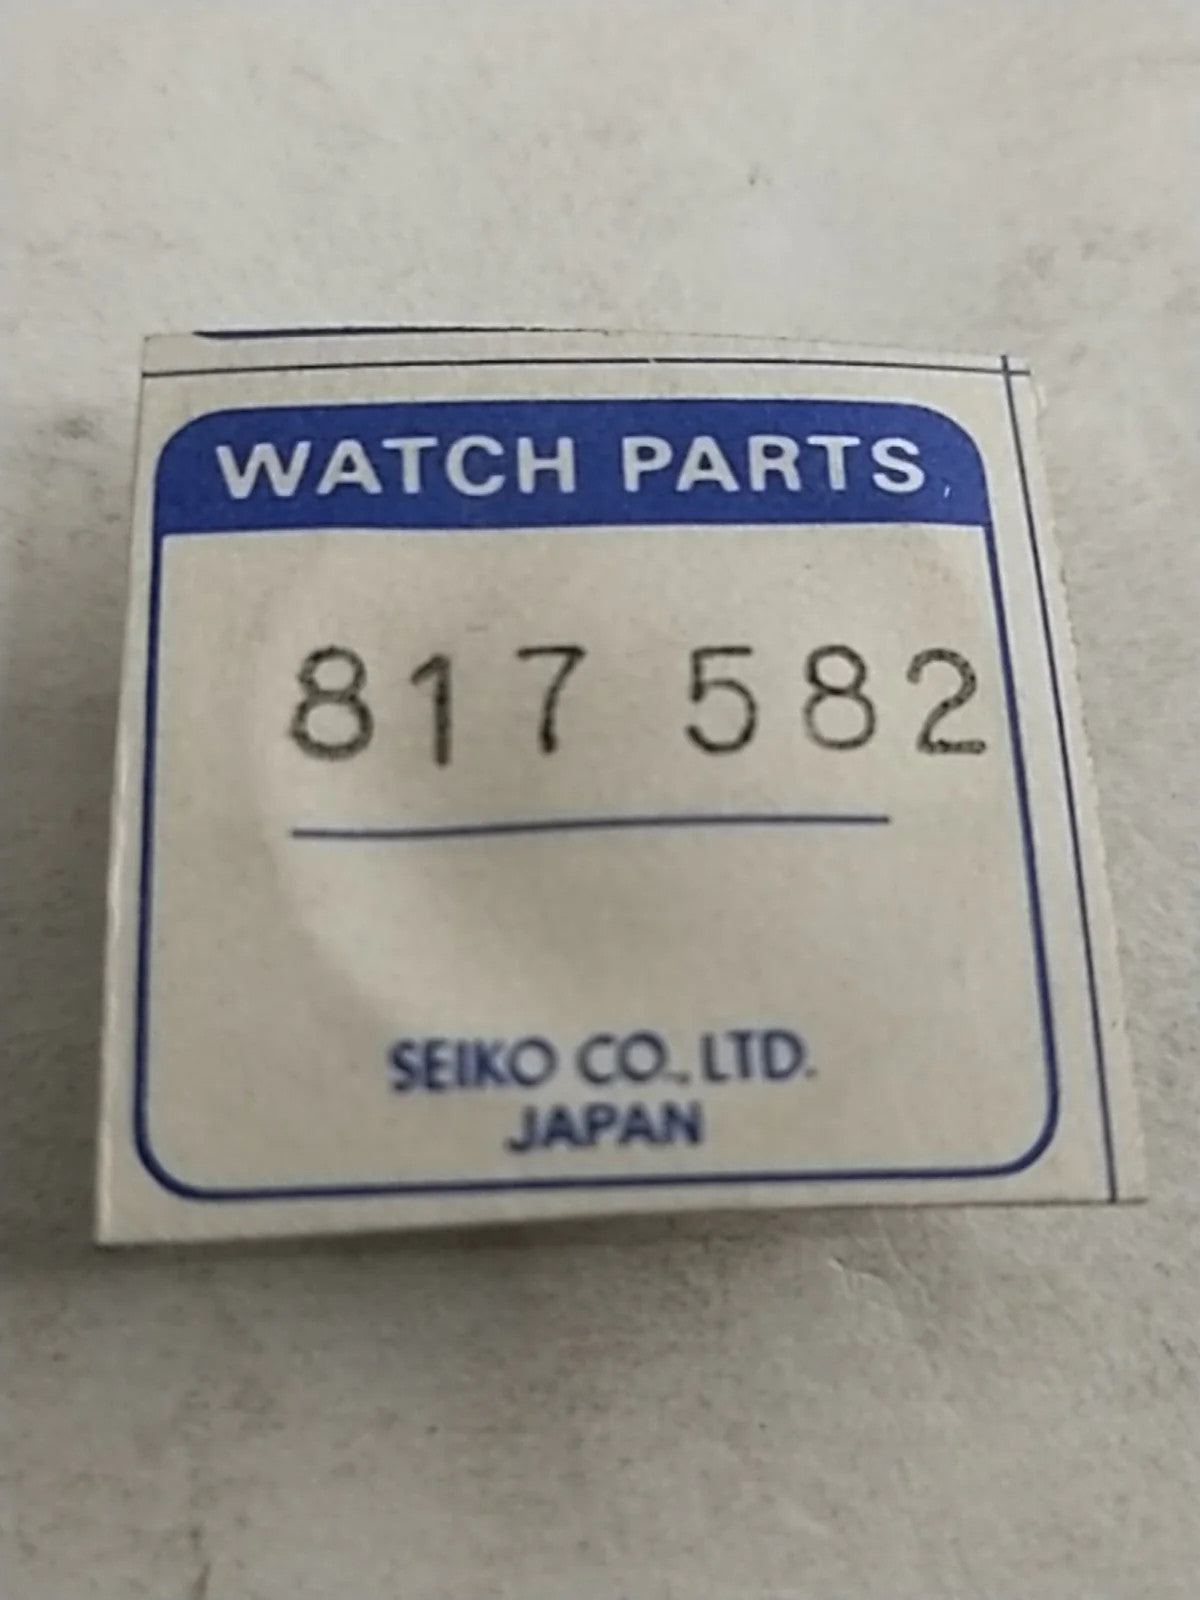 WATCH PARTS
817 582
SEIKO CO., LTD.
JAPAN